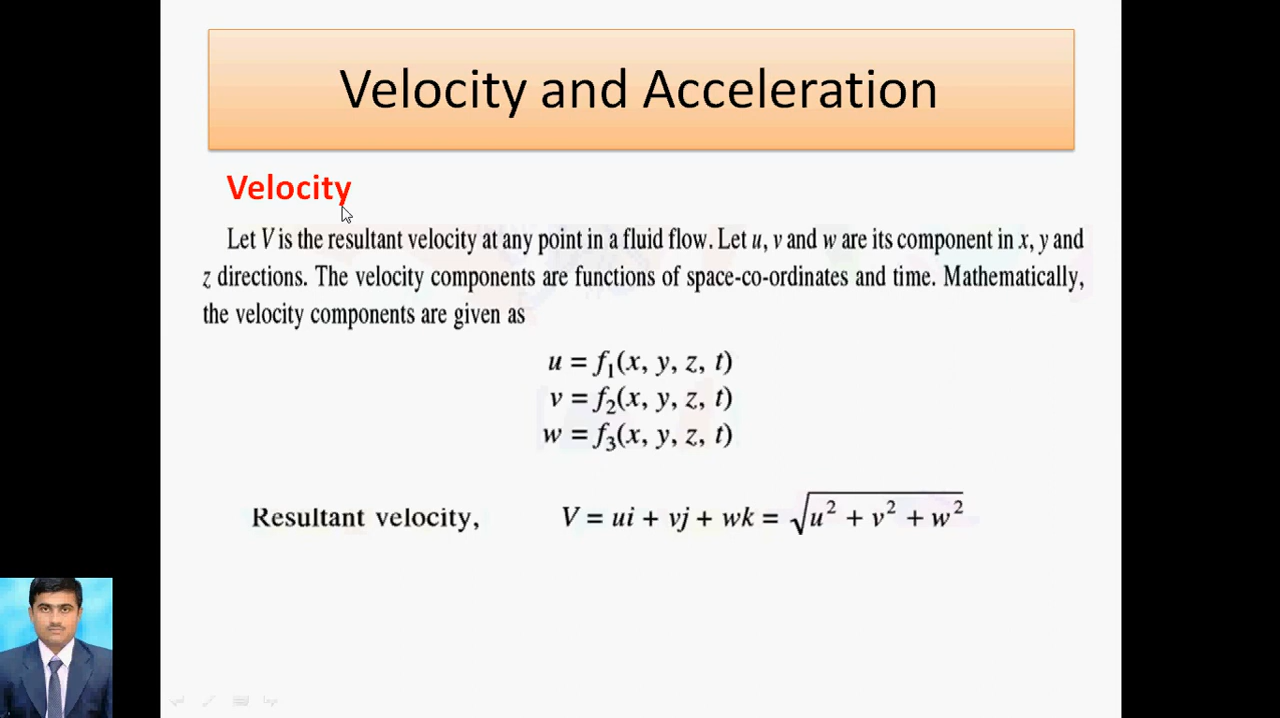 Velocity and Acceleration
Velocity
Let V is the resultant velocity at any point in a fluid flow. Let u, v and w are its component in x, y and
z directions. The velocity components are functions of space-co-ordinates and time. Mathematically,
the velocity components are given as
u = f₁(x, y, z, t)
v = f₂(x, y, z, t)
w = f₃(x, y, z, t)
Resultant velocity, V = ui + vj + wk = √(u² + v² + w²)